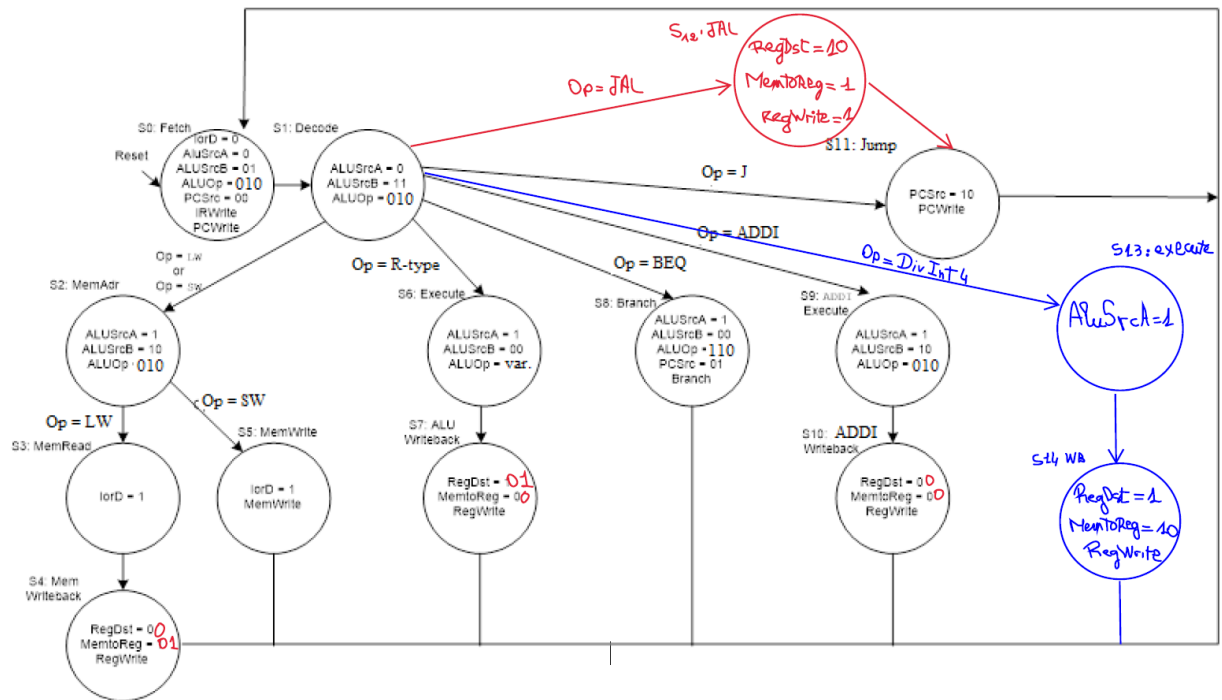 S12: JAL
RegDst = 10
MemtoReg = 1
RegWrite = 1
Op = JAL
S0: Fetch
S1: Decode
Reset
IorD = 0
AluSrcA = 0
ALUSrcB = 01
ALUOp = 010
PCSrc = 00
IRWrite
PCWrite
ALUSrcA = 0
ALUSrcB = 11
ALUOp = 010
S11: Jump
Op = J
PCSrc = 10
PCWrite
Op = ADDI
Op = DivInt4
S13: execute
AluSrcA = 1
Op = LW
or
Op = SW
Op = R-type
Op = BEQ
S2: MemAdr
ALUSrcA = 1
ALUSrcB = 10
ALUOp = 010
S6: Execute
ALUSrcA = 1
ALUSrcB = 00
ALUOp = var.
S8: Branch
ALUSrcA = 1
ALUSrcB = 00
ALUOp = 110
PCSrc = 01
Branch
S9: ADDI
Execute
ALUSrcA = 1
ALUSrcB = 10
ALUOp = 010
Op = LW
Op = SW
S3: MemRead
IorD = 1
S5: MemWrite
IorD = 1
MemWrite
S7: ALU
Writeback
RegDst = 01
MemtoReg = 00
RegWrite
S10: ADDI
Writeback
RegDst = 00
MemtoReg = 00
RegWrite
S14 WB
RegDst = 1
MemtoReg = 10
RegWrite
S4: Mem
Writeback
RegDst = 00
MemtoReg = 01
RegWrite